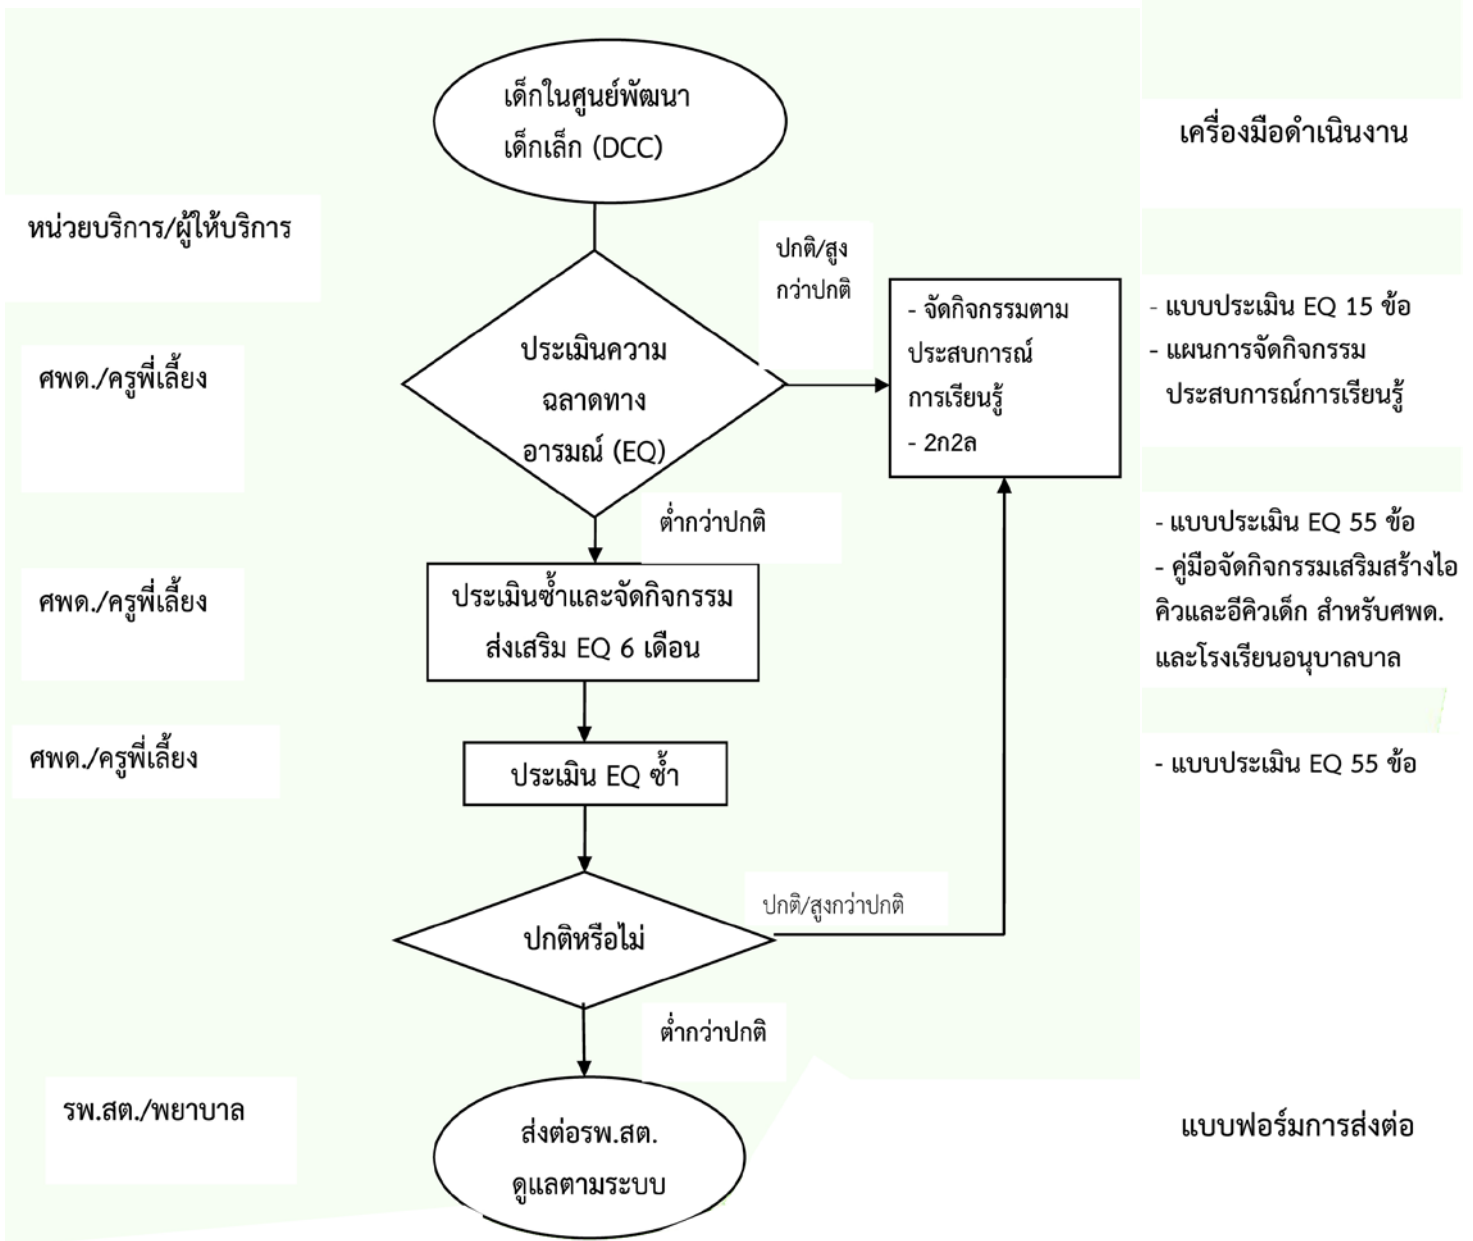 เด็กในศูนย์พัฒนา
เด็กเล็ก (DCC)
เครื่องมือดำเนินงาน
หน่วยบริการ/ผู้ให้บริการ
ปกติ/สูง
กว่าปกติ
ประเมินความ
ฉลาดทาง
อารมณ์ (EQ)
ศพด./ครูพี่เลี้ยง
- จัดกิจกรรมตาม
ประสบการณ์
การเรียนรู้
- 2ก2ล
- แบบประเมิน EQ 15 ข้อ
- แผนการจัดกิจกรรม
ประสบการณ์การเรียนรู้
ต่ำกว่าปกติ
ศพด./ครูพี่เลี้ยง
ประเมินซ้ำและจัดกิจกรรม
ส่งเสริม EQ 6 เดือน
- แบบประเมิน EQ 55 ข้อ
- คู่มือจัดกิจกรรมเสริมสร้างไอ
คิวและอีคิวเด็ก สำหรับศพด.
และโรงเรียนอนุบาลบาล
ศพด./ครูพี่เลี้ยง
ประเมิน EQ ซ้ำ
- แบบประเมิน EQ 55 ข้อ
ปกติหรือไม่
ปกติ/สูงกว่าปกติ
ต่ำกว่าปกติ
รพ.สต./พยาบาล
ส่งต่อรพ.สต.
ดูแลตามระบบ
แบบฟอร์มการส่งต่อ